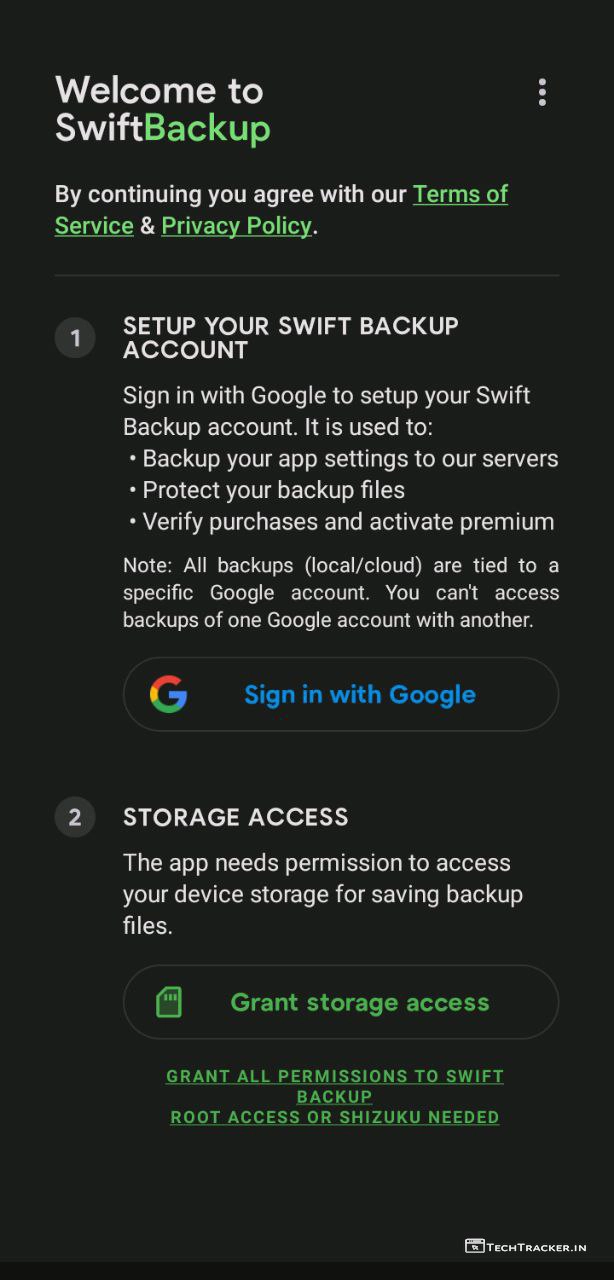 Welcome to
SwiftBackup
By continuing you agree with our Terms of
Service & Privacy Policy.
1
SETUP YOUR SWIFT BACKUP
ACCOUNT
Sign in with Google to setup your Swift
Backup account. It is used to:
• Backup your app settings to our servers
• Protect your backup files
• Verify purchases and activate premium
Note: All backups (local/cloud) are tied to a
specific Google account. You can't access
backups of one Google account with another.
Sign in with Google
2
STORAGE ACCESS
The app needs permission to access
your device storage for saving backup
files.
Grant storage access
GRANT ALL PERMISSIONS TO SWIFT
BACKUP
ROOT ACCESS OR SHIZUKU NEEDED
TECHTRACKER.IN